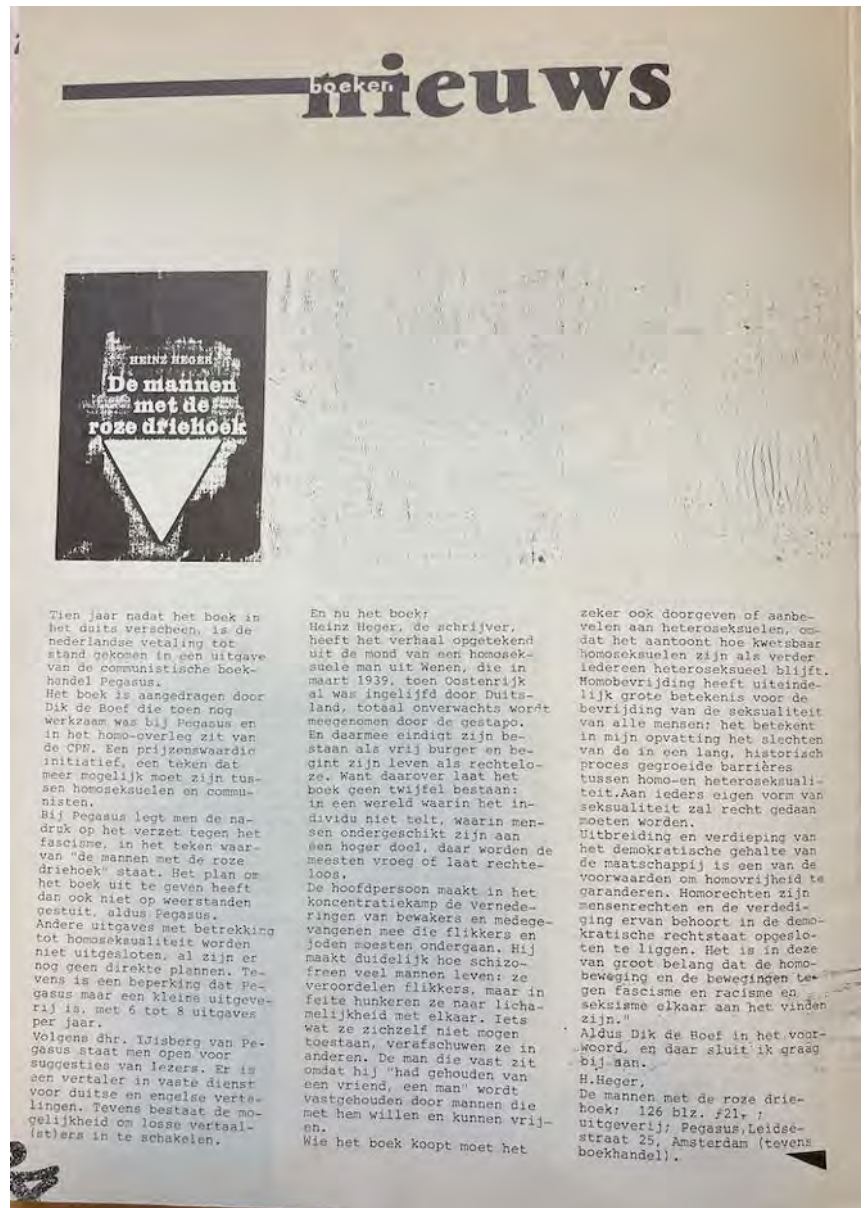 boeken
nieuws
HEINZ HEGER
De mannen
met de
roze driehoek
Tien jaar nadat het boek in
het duits verscheen, is de
nederlandse vetaling tot
stand gekomen in een uitgave
van de communistische boek-
handel Pegasus.
Het boek is aangedragen door
Dik de Boef die toen nog
werkzaam was bij Pegasus en
in het homo-overleg zit van
de CPN. Een prijzenswaardig
initiatief, een teken dat
meer mogelijk moet zijn tus-
sen homoseksuelen en commu-
nisten.
Bij Pegasus legt men de na-
druk op het verzet tegen het
fascisme, in het teken waar-
van "de mannen met de roze
driehoek" staat. Het plan om
het boek uit te geven heeft
dan ook niet op weerstanden
gestuit, aldus Pegasus.
Andere uitgaves met betrekking
tot homoseksualiteit worden
niet uitgesloten, al zijn er
nog geen direkte plannen. Te-
vens is een beperking dat Pe-
gasus maar een kleine uitgeve-
rij is, met 6 tot 8 uitgaves
per jaar.
Volgens dhr. IJisberg van Pe-
gasus staat men open voor
suggesties van lezers. Er is
een vertaler in vaste dienst
voor duitse en engelse verta-
lingen. Tevens bestaat de mo-
gelijkheid om losse vertaal-
(st)ers in te schakelen.
En nu het boek;
Heinz Heger, de schrijver,
heeft het verhaal opgetekend
uit de mond van een homosek-
suele man uit Wenen, die in
maart 1939, toen Oostenrijk
al was ingelijfd door Duits-
land, totaal onverwachts wordt
meegenomen door de gestapo.
En daarmee eindigt zijn be-
staan als vrij burger en be-
gint zijn leven als rechtelo-
ze. Want daarover laat het
boek geen twijfel bestaan:
in een wereld waarin het in-
dividu niet telt, waarin men-
sen ondergeschikt zijn aan
een hoger doel, daar worden de
meesten vroeg of laat rechte-
loos.
De hoofdpersoon maakt in het
koncentratiekamp de vernede-
ringen van bewakers en medege-
vangenen mee die flikkers en
joden moesten ondergaan. Hij
maakt duidelijk hoe schizo-
freen veel mannen leven: ze
veroordelen flikkers, maar in
feite hunkeren ze naar licha-
melijkheid met elkaar. Iets
wat ze zichzelf niet mogen
toestaan, verafschuwen ze in
anderen. De man die vast zit
omdat hij "had gehouden van
een vriend, een man" wordt
vastgehouden door mannen die
met hem willen en kunnen vrij-
en.
Wie het boek koopt moet het
zeker ook doorgeven of aanbe-
velen aan heteroseksuelen, om-
dat het aantoont hoe kwetsbaar
homoseksuelen zijn als verder
iedereen heteroseksueel blijft.
Homobevrijding heeft uiteinde-
lijk grote betekenis voor de
bevrijding van de seksualiteit
van alle mensen; het betekent
in mijn opvatting het slechten
van de in een lang, historisch
proces gegroeide barrières
tussen homo-en heteroseksuali-
teit.Aan ieders eigen vorm van
seksualiteit zal recht gedaan
moeten worden.
Uitbreiding en verdieping van
het demokratische gehalte van
de maatschappij is een van de
voorwaarden om homovrijheid te
garanderen. Homorechten zijn
mensenrechten en de verdedi-
ging ervan behoort in de demo-
kratische rechtstaat opgeslo-
ten te liggen. Het is in deze
van groot belang dat de homo-
beweging en de bewegingen te-
gen fascisme en racisme en
seksisme elkaar aan het vinden
zijn."
Aldus Dik de Boef in het voor-
woord, en daar sluit ik graag
bij aan.
H.Heger,
De mannen met de roze drie-
hoek; 126 blz. ƒ21,- ;
uitgeverij; Pegasus,Leidse-
straat 25, Amsterdam (tevens
boekhandel).